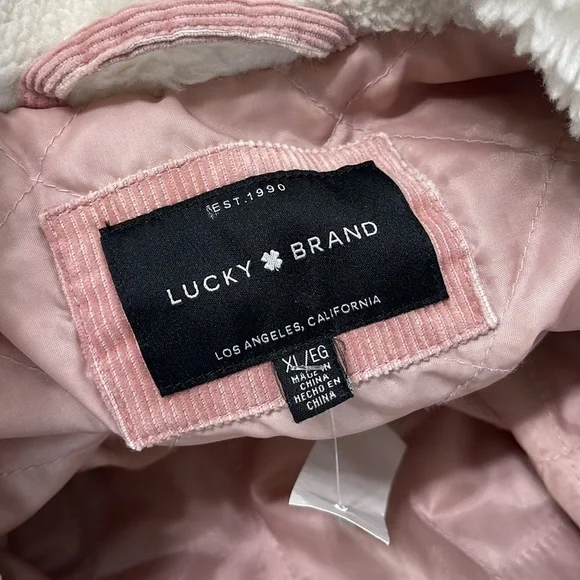 EST. 1990
LUCKY BRAND
LOS ANGELES, CALIFORNIA
XL/EG
MADE IN
CHINA
HECHO EN
CHINA